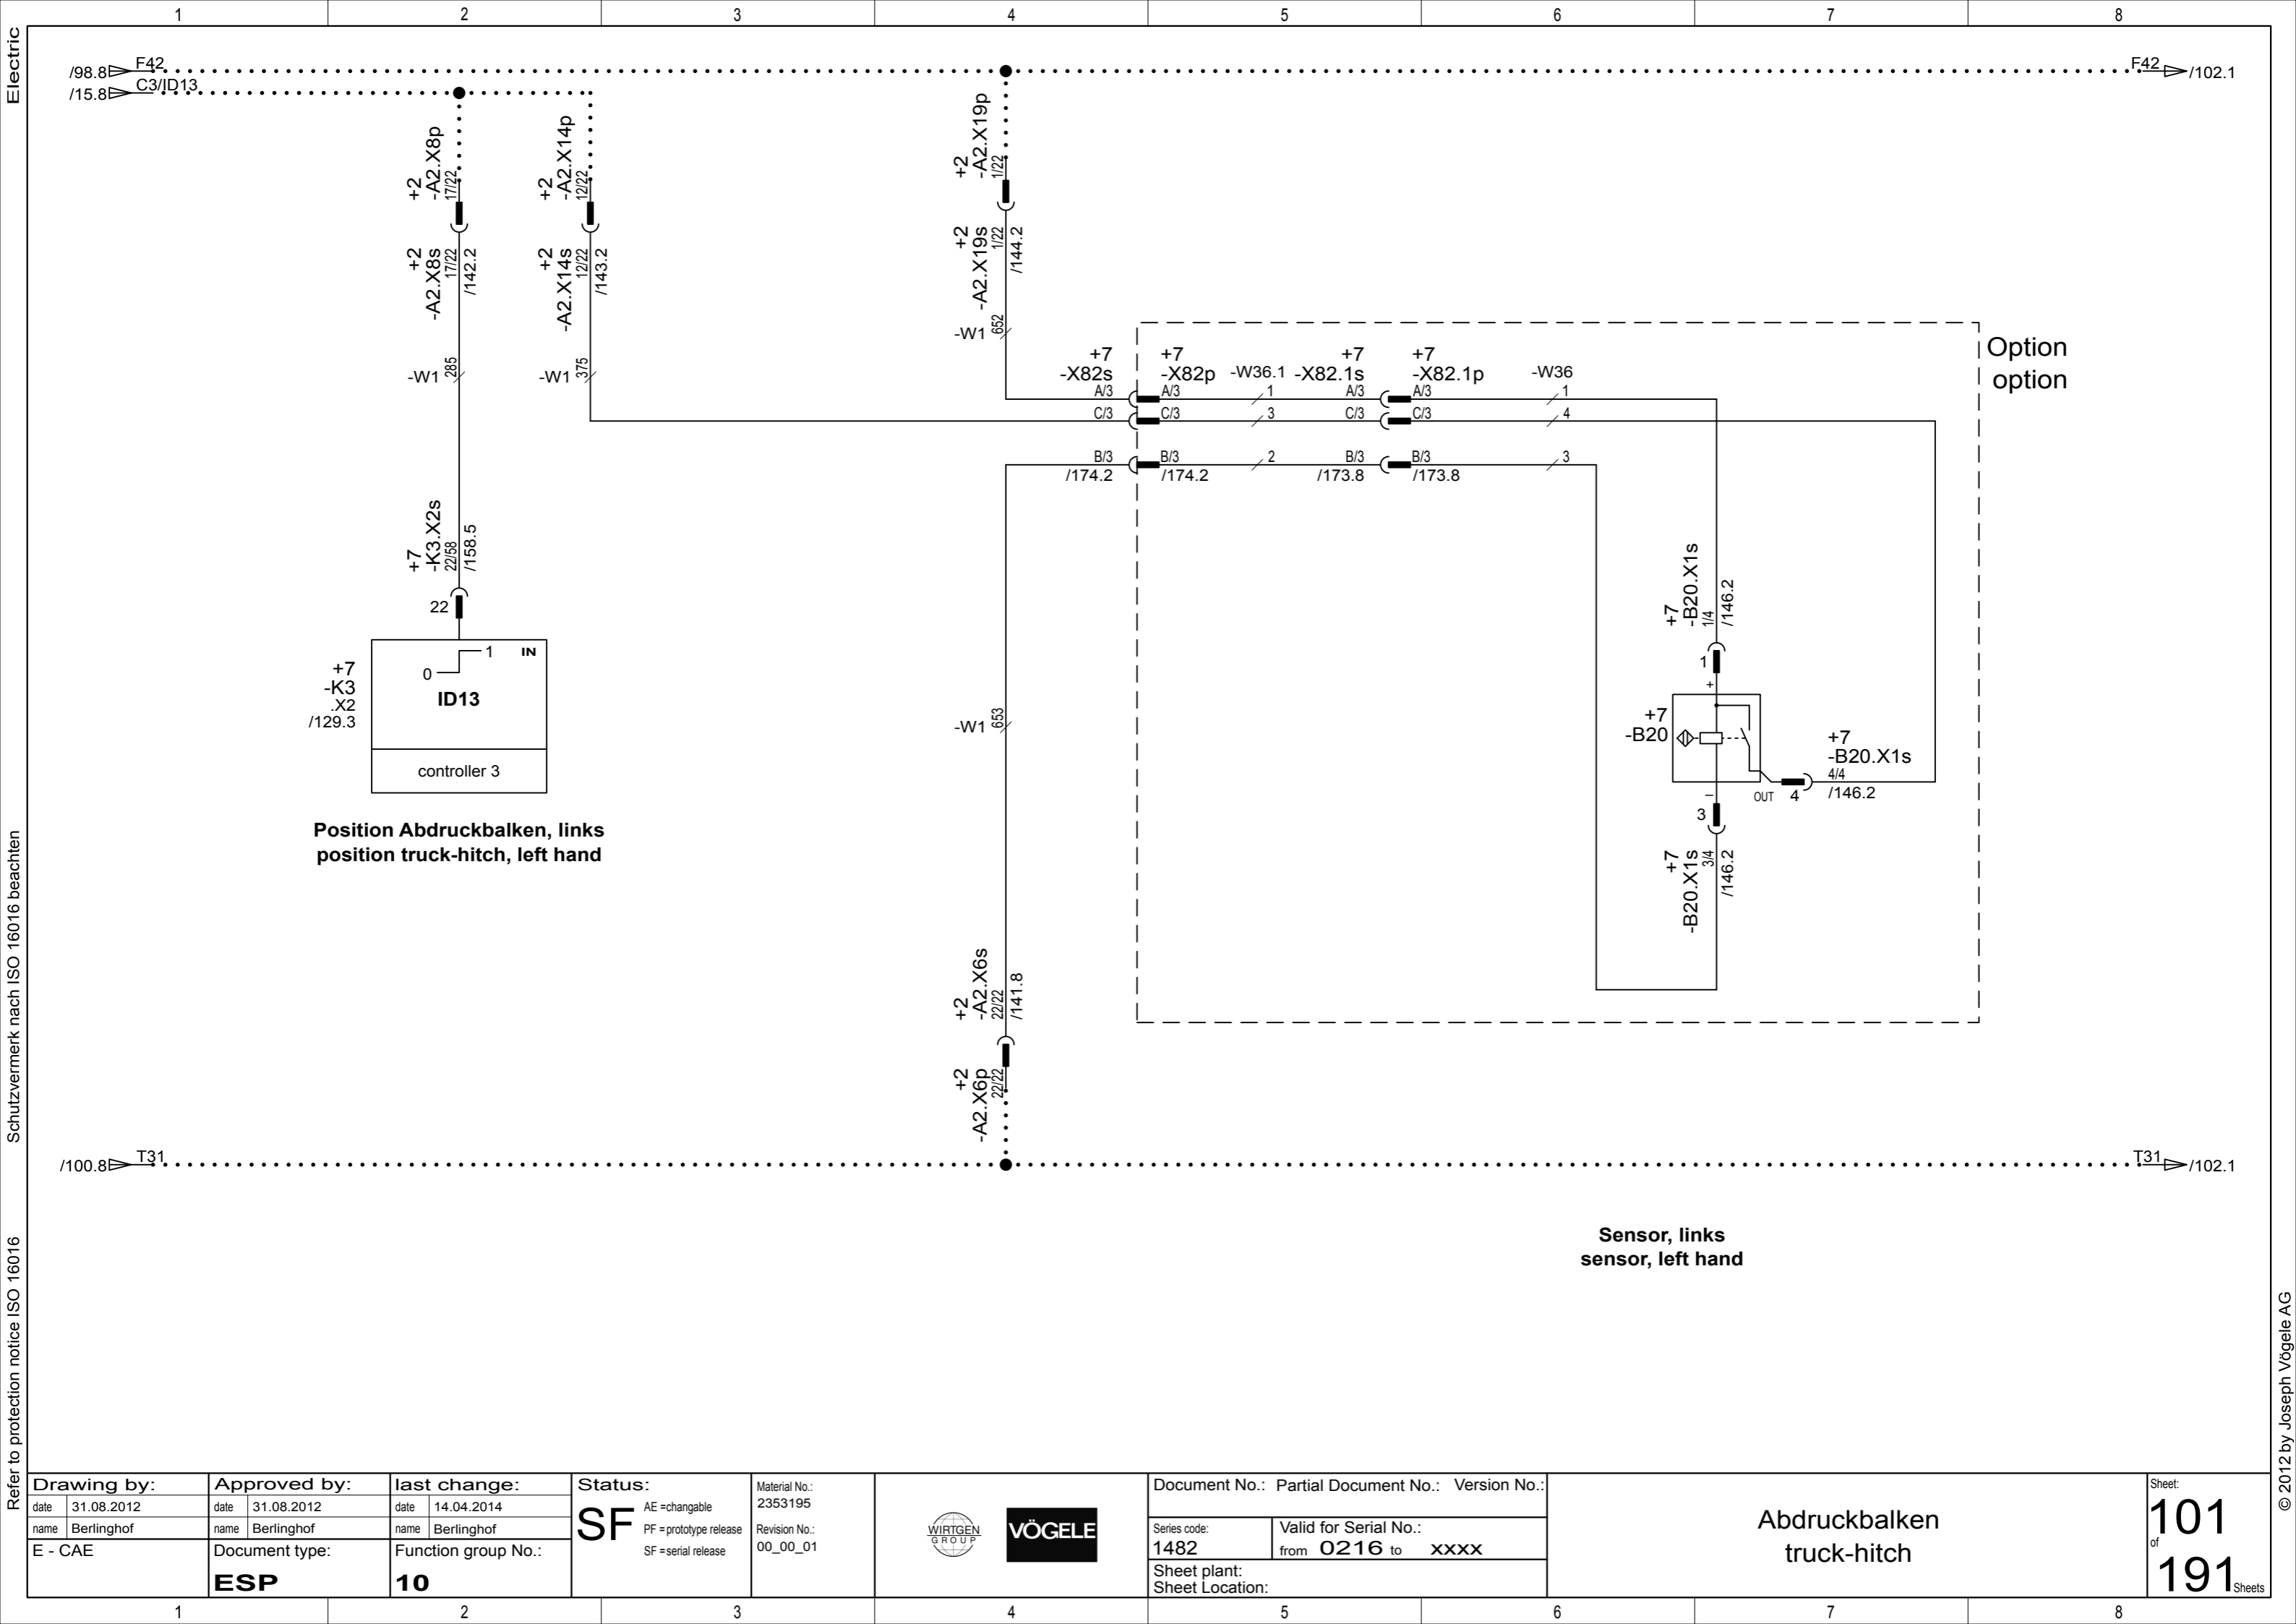 1
2
3
4
5
6
7
8
Electric
/98.8 F42
F42 /102.1
/15.8 C3/ID13
+2
-A2.X8p
17/22
+2
-A2.X14p
12/22
+2
-A2.X19p
1/22
+2
-A2.X8s
17/22
/142.2
+2
-A2.X14s
12/22
/143.2
+2
-A2.X19s
1/22
/144.2
-W1 285
-W1 375
-W1 652
Option
option
+7
-X82s
+7
-X82p
-W36.1
+7
-X82.1s
+7
-X82.1p
-W36
A/3 A/3 1 A/3 A/3 1
C/3 C/3 3 C/3 C/3 4
B/3 B/3 2 B/3 B/3 3
/174.2 /174.2 /173.8 /173.8
+7
-K3.X2s
22/58
/158.5
22
+7
-K3
.X2
/129.3
0
1
IN
ID13
controller 3
Position Abdruckbalken, links
position truck-hitch, left hand
-W1 653
+7
-B20.X1s
1/4
/146.2
1
+
+7
-B20
+7
-B20.X1s
4/4
/146.2
OUT 4
–
3
+7
-B20.X1s
3/4
/146.2
+2
-A2.X6s
22/22
/141.8
+2
-A2.X6p
22/22
/100.8 T31
T31 /102.1
Sensor, links
sensor, left hand
Schutzvermerk nach ISO 16016 beachten
Refer to protection notice ISO 16016
© 2012 by Joseph Vögele AG
Drawing by:
date 31.08.2012
name Berlinghof
E - CAE
Approved by:
date 31.08.2012
name Berlinghof
Document type:
ESP
last change:
date 14.04.2014
name Berlinghof
Function group No.:
10
Status:
SF
AE =changable
PF =prototype release
SF =serial release
Material No.:
2353195
Revision No.:
00_00_01
WIRTGEN
GROUP
VÖGELE
Document No.: Partial Document No.: Version No.:
Series code:
1482
Valid for Serial No.:
from 0216 to xxxx
Sheet plant:
Sheet Location:
Abdruckbalken
truck-hitch
Sheet:
101
of
191 Sheets
1
2
3
4
5
6
7
8